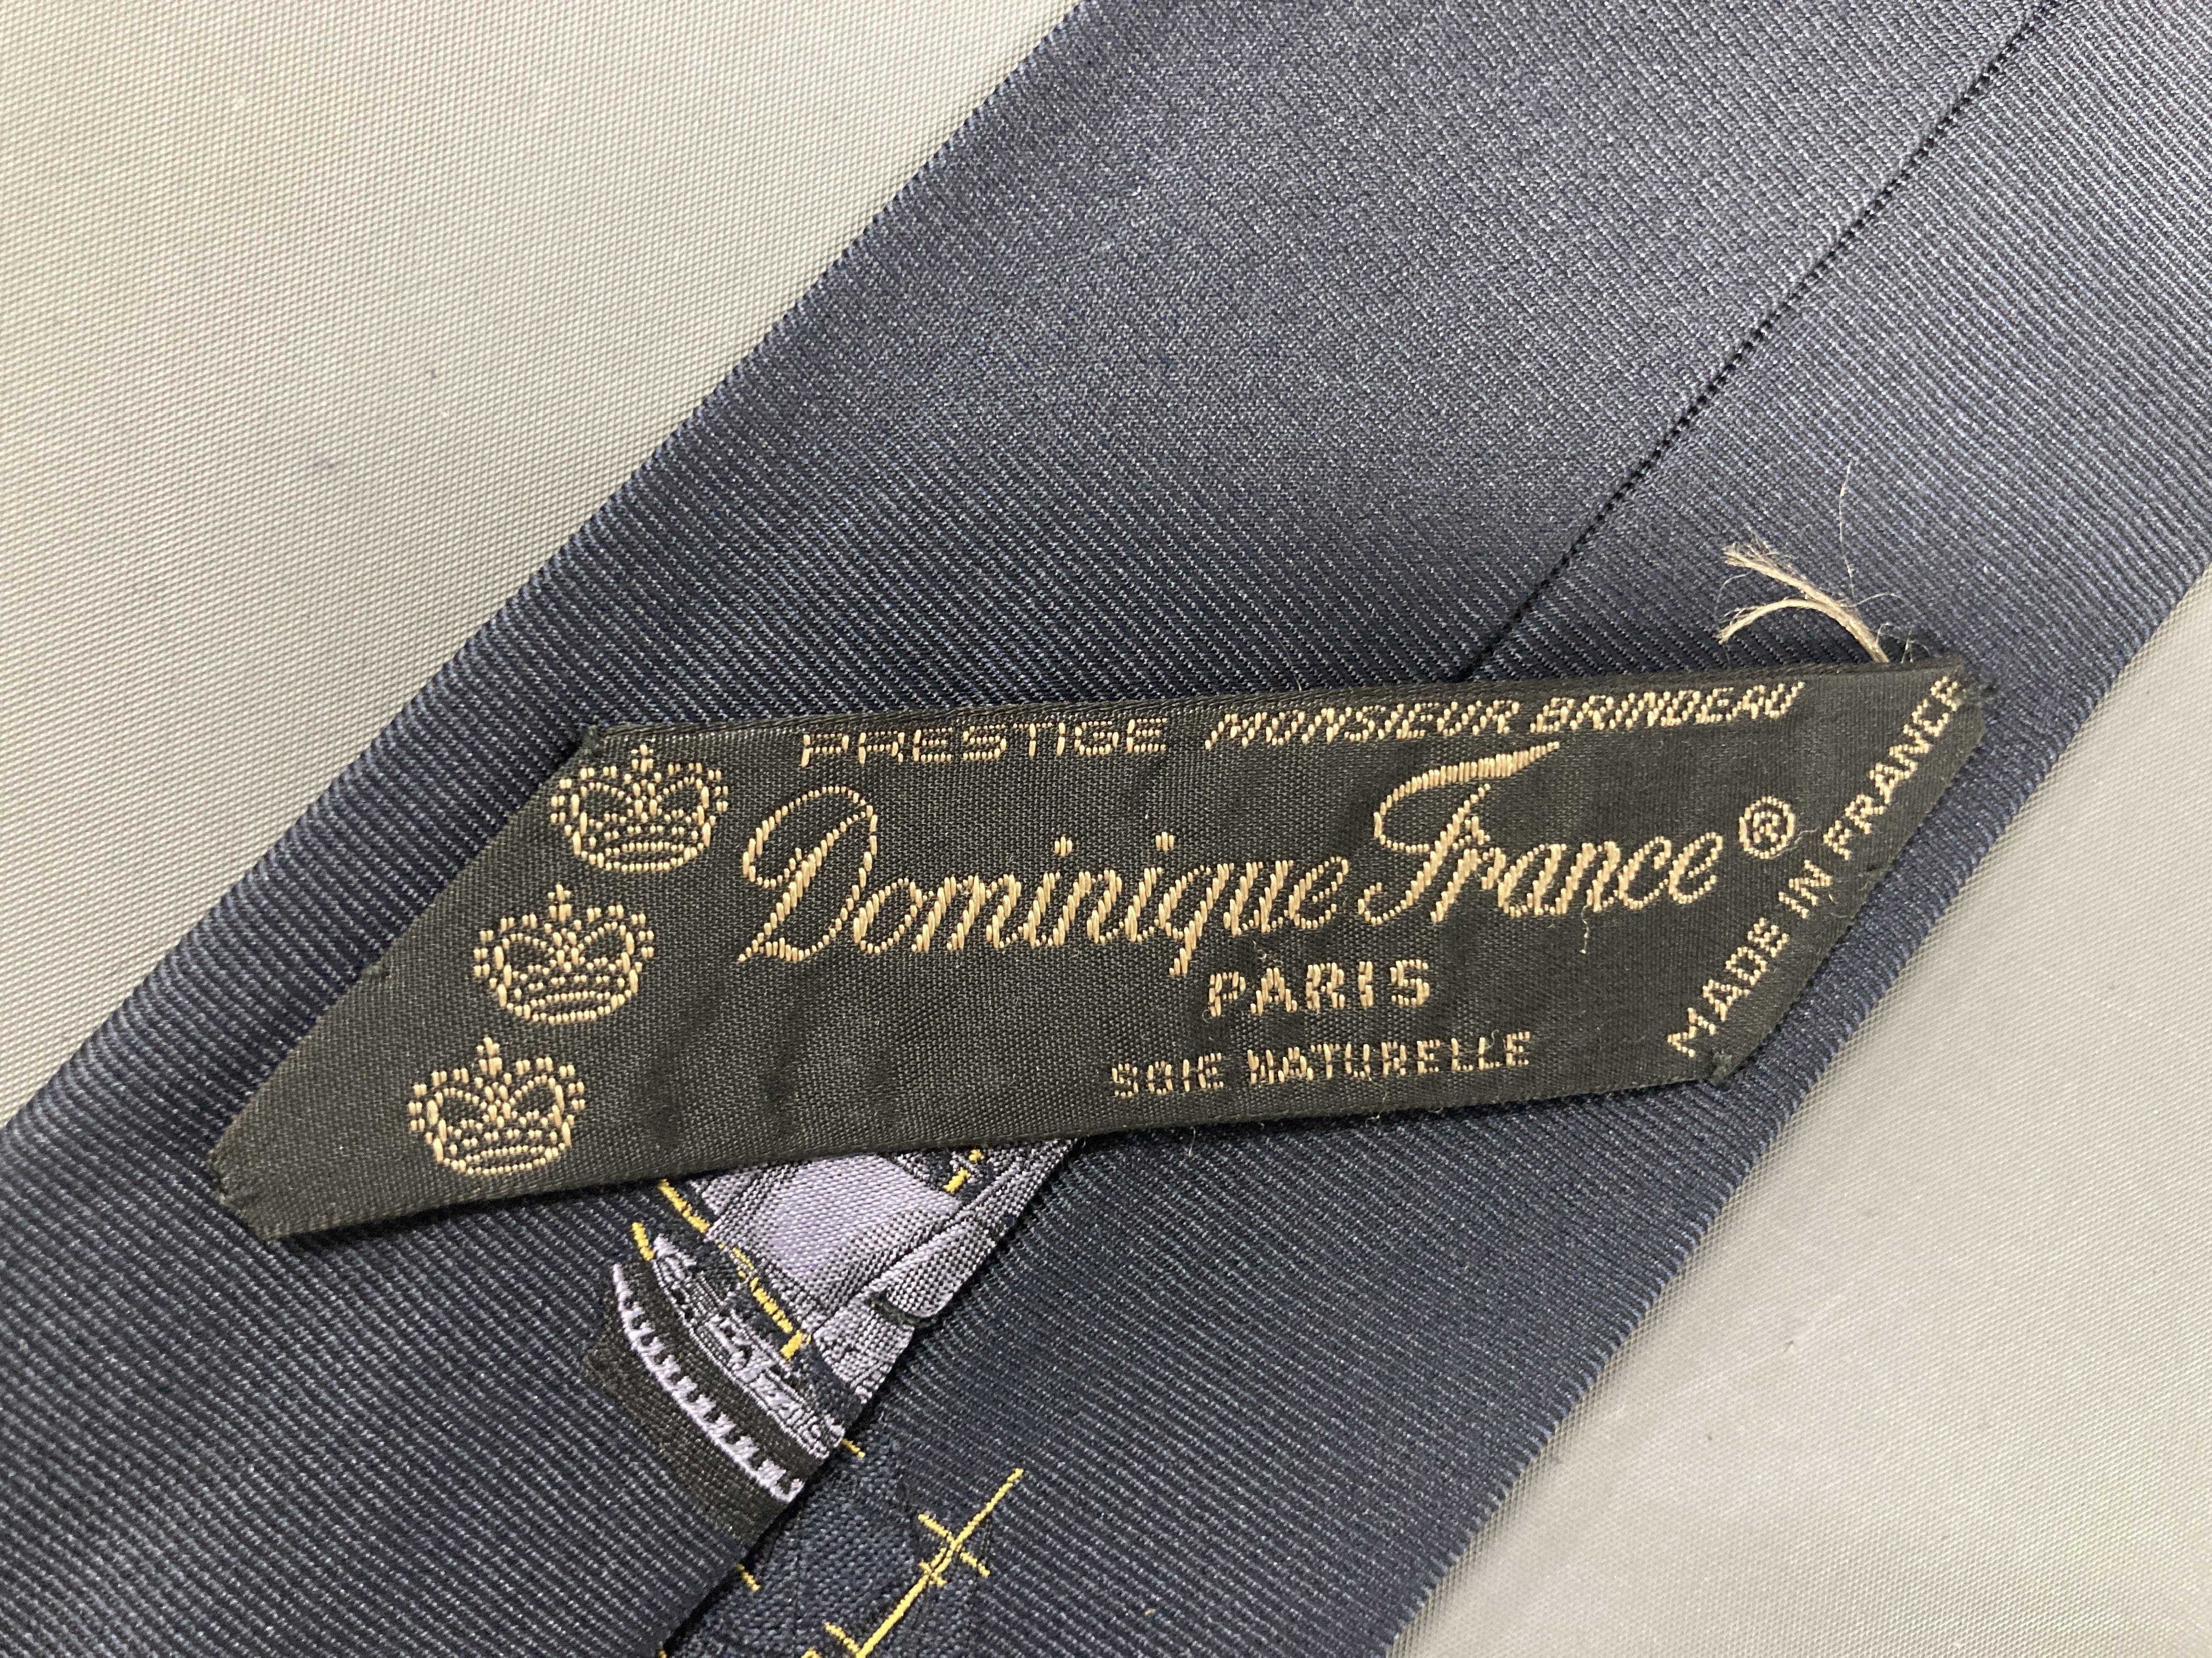 PRESTIGE MONSIEUR BRINDEAU
Dominique France ®
PARIS
SOIE NATURELLE
MADE IN FRANCE